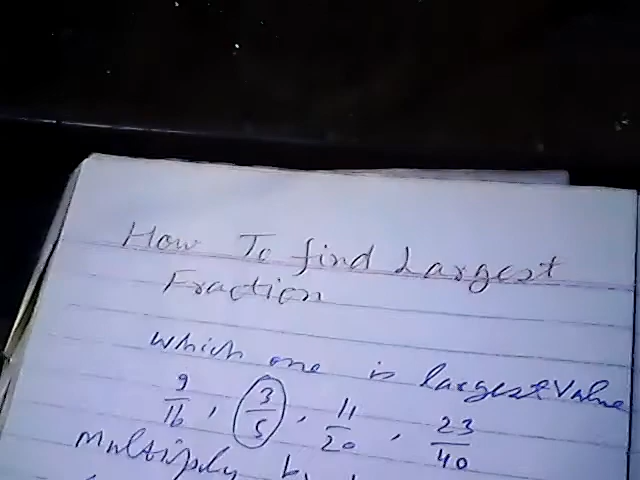 How To find Largest
Fraction
which one is largest value
9/16 , 3/5 , 11/20 , 23/40
multiply by